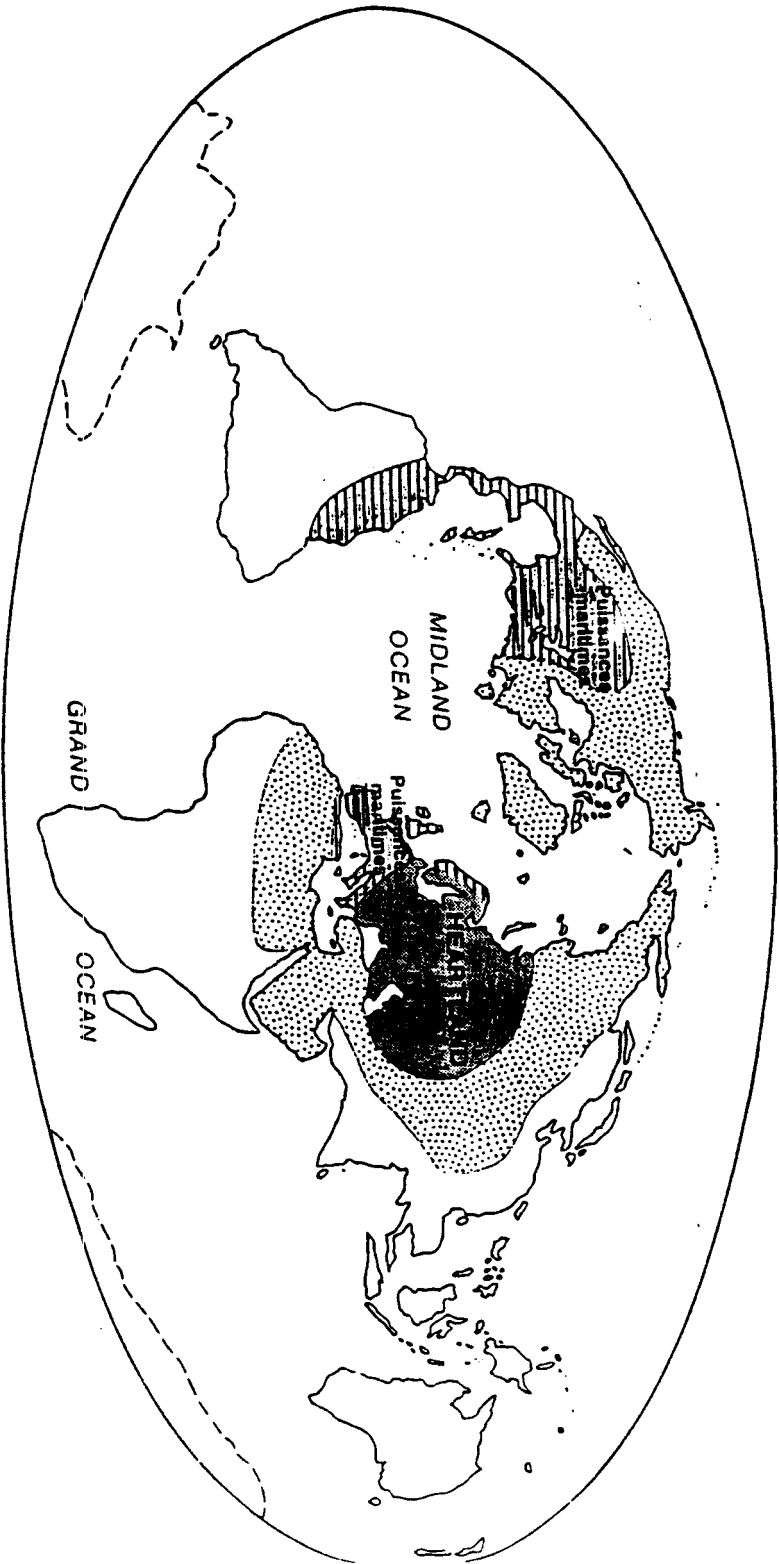 Puissances
maritimes
MIDLAND
OCEAN
Puissances
maritimes
HEARTLAND
GRAND
OCEAN